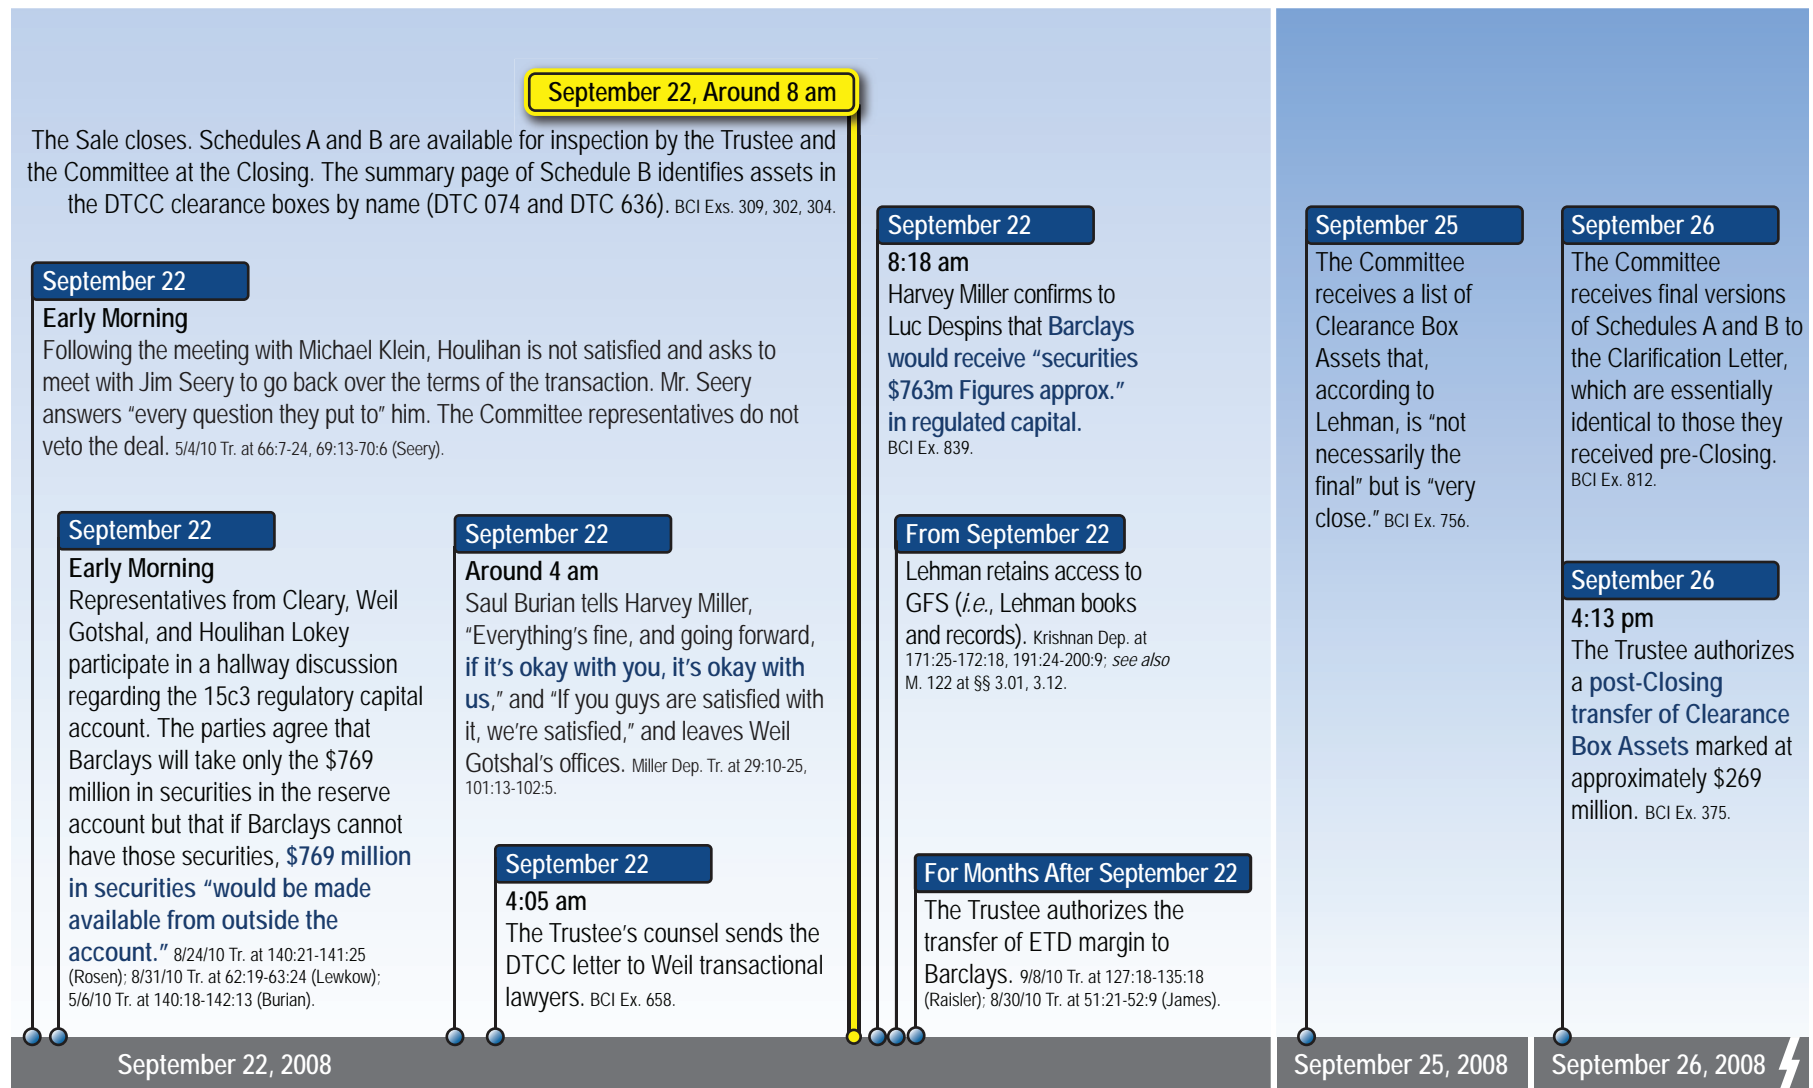 September 22, Around 8 am
The Sale closes. Schedules A and B are available for inspection by the Trustee and
the Committee at the Closing. The summary page of Schedule B identifies assets in
the DTCC clearance boxes by name (DTC 074 and DTC 636). BCI Exs. 309, 302, 304.
September 22
Early Morning
Following the meeting with Michael Klein, Houlihan is not satisfied and asks to
meet with Jim Seery to go back over the terms of the transaction. Mr. Seery
answers “every question they put to” him. The Committee representatives do not
veto the deal. 5/4/10 Tr. at 66:7-24, 69:13-70:6 (Seery).
September 22
Early Morning
Representatives from Cleary, Weil
Gotshal, and Houlihan Lokey
participate in a hallway discussion
regarding the 15c3 regulatory capital
account. The parties agree that
Barclays will take only the $769
million in securities in the reserve
account but that if Barclays cannot
have those securities, $769 million
in securities “would be made
available from outside the
account.” 8/24/10 Tr. at 140:21-141:25
(Rosen); 8/31/10 Tr. at 62:19-63:24 (Lewkow);
5/6/10 Tr. at 140:18-142:13 (Burian).
September 22
Around 4 am
Saul Burian tells Harvey Miller,
“Everything’s fine, and going forward,
if it’s okay with you, it’s okay with
us,” and “If you guys are satisfied with
it, we’re satisfied,” and leaves Weil
Gotshal’s offices. Miller Dep. Tr. at 29:10-25,
101:13-102:5.
September 22
4:05 am
The Trustee’s counsel sends the
DTCC letter to Weil transactional
lawyers. BCI Ex. 658.
September 22
8:18 am
Harvey Miller confirms to
Luc Despins that Barclays
would receive “securities
$763m Figures approx.”
in regulated capital.
BCI Ex. 839.
From September 22
Lehman retains access to
GFS (i.e., Lehman books
and records). Krishnan Dep. at
171:25-172:18, 191:24-200:9; see also
M. 122 at §§ 3.01, 3.12.
For Months After September 22
The Trustee authorizes the
transfer of ETD margin to
Barclays. 9/8/10 Tr. at 127:18-135:18
(Raisler); 8/30/10 Tr. at 51:21-52:9 (James).
September 25
The Committee
receives a list of
Clearance Box
Assets that,
according to
Lehman, is “not
necessarily the
final” but is “very
close.” BCI Ex. 756.
September 26
The Committee
receives final versions
of Schedules A and B to
the Clarification Letter,
which are essentially
identical to those they
received pre-Closing.
BCI Ex. 812.
September 26
4:13 pm
The Trustee authorizes
a post-Closing
transfer of Clearance
Box Assets marked at
approximately $269
million. BCI Ex. 375.
September 22, 2008
September 25, 2008
September 26, 2008